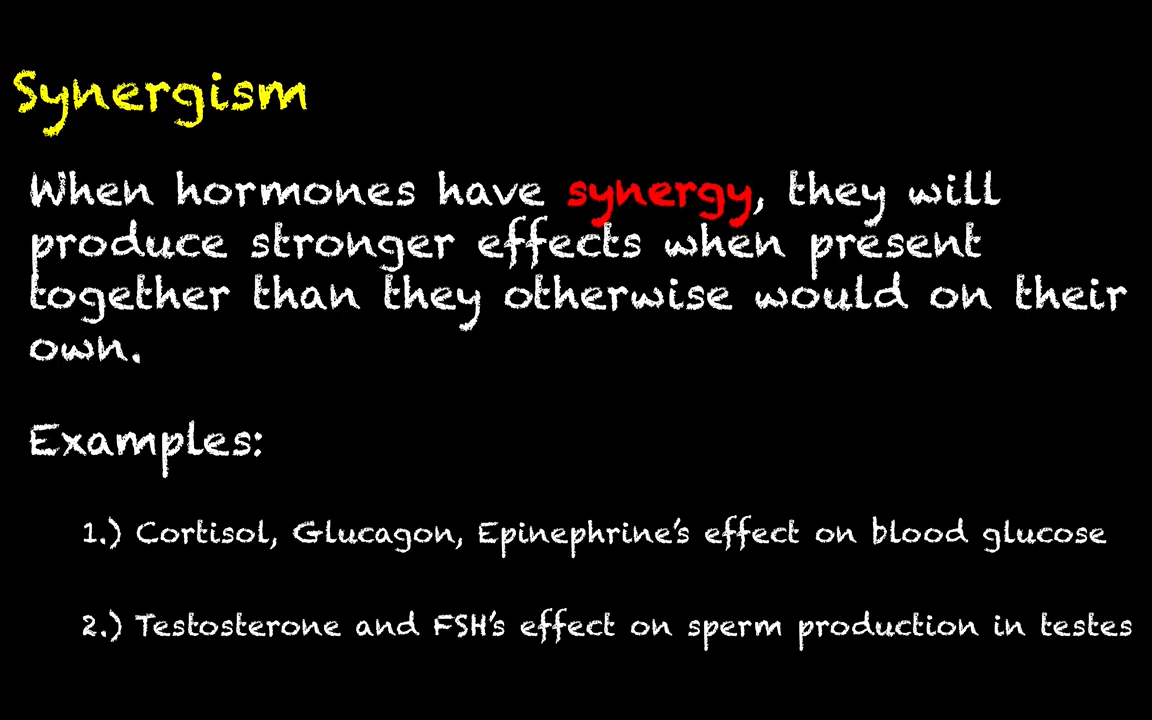 Synergism
When hormones have synergy, they will
produce stronger effects when present
together than they otherwise would on their
own.
Examples:
1.) Cortisol, Glucagon, Epinephrine's effect on blood glucose
2.) Testosterone and FSH's effect on sperm production in testes